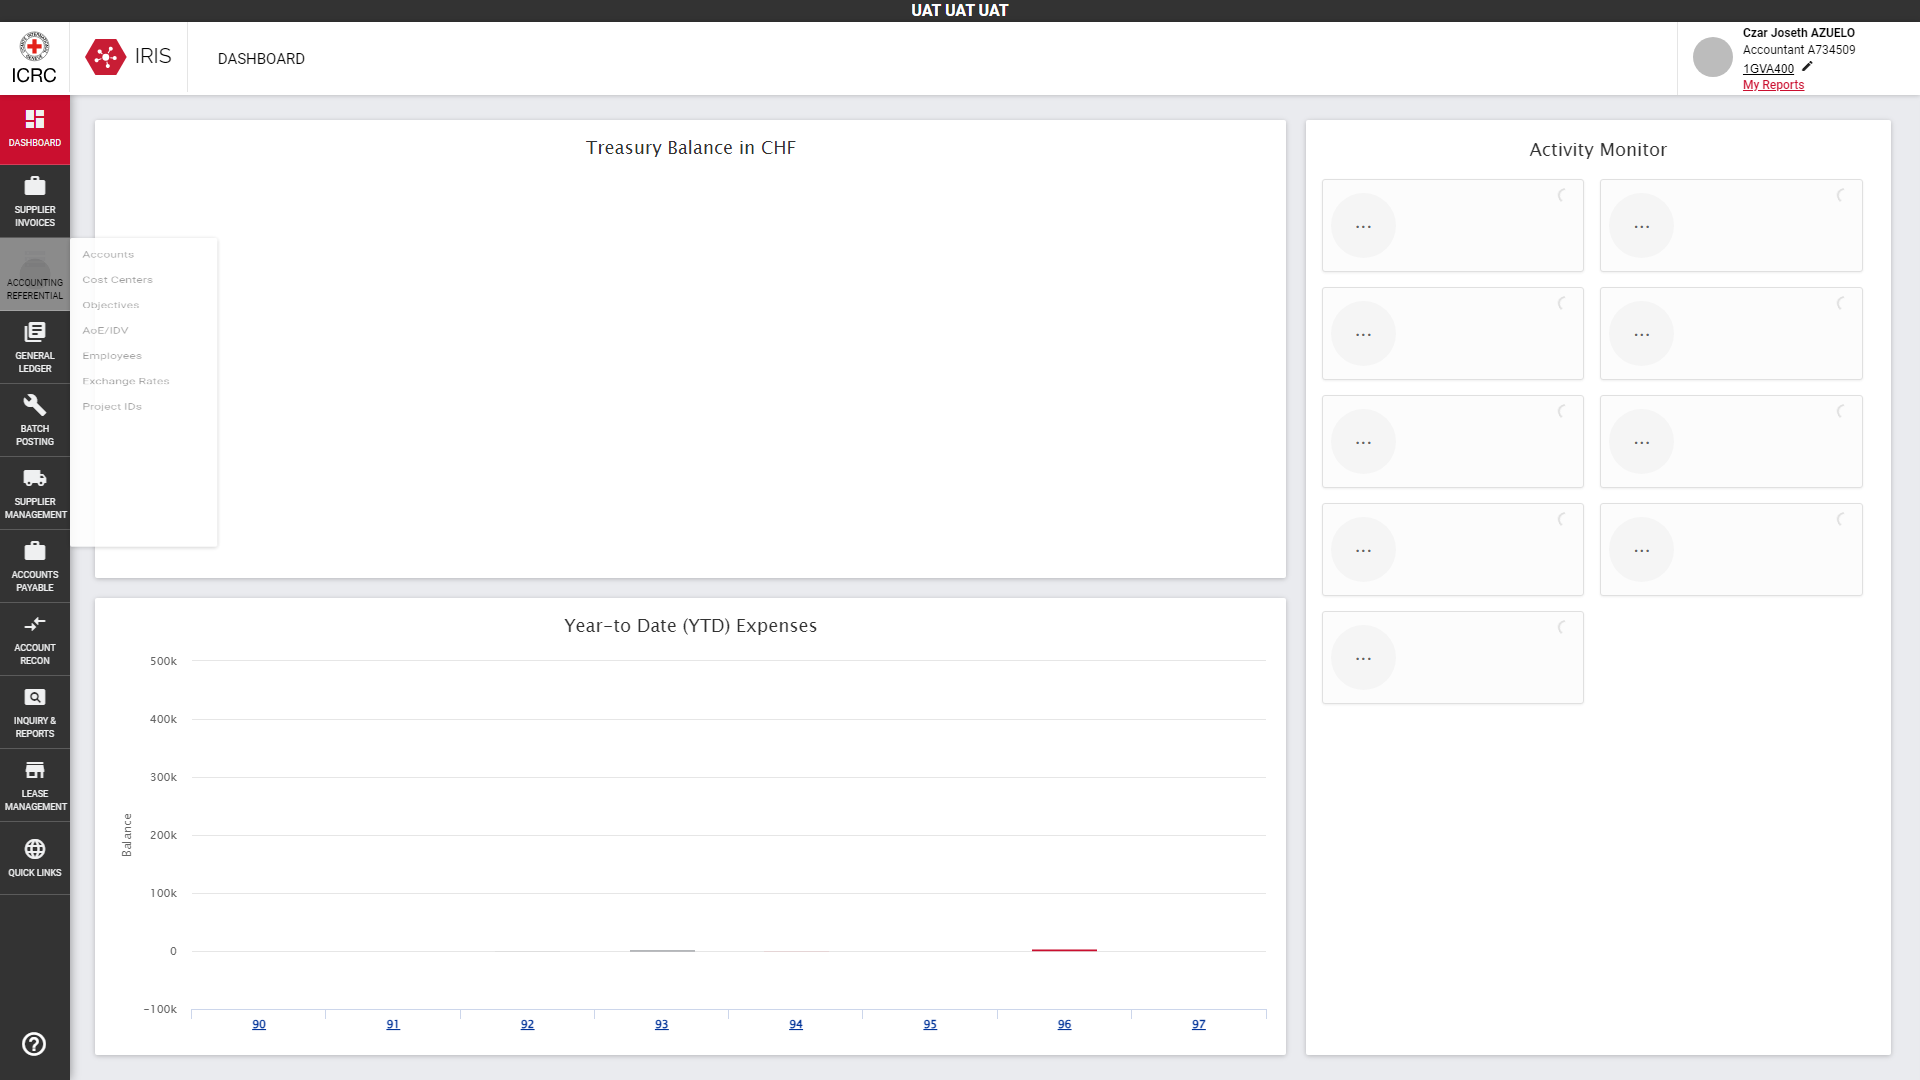 UAT UAT UAT
ICRC
IRIS
DASHBOARD
Czar Joseth AZUELO
Accountant A734509
1GVA400
My Reports
DASHBOARD
SUPPLIER
INVOICES
ACCOUNTING
REFERENTIAL
GENERAL
LEDGER
BATCH
POSTING
SUPPLIER
MANAGEMENT
ACCOUNTS
PAYABLE
ACCOUNT
RECON
INQUIRY &
REPORTS
LEASE
MANAGEMENT
QUICK LINKS
Accounts
Cost Centers
Objectives
AoE/IDV
Employees
Exchange Rates
Project IDs
Treasury Balance in CHF
Year-to Date (YTD) Expenses
Balance
500k
400k
300k
200k
100k
0
-100k
90 91 92 93 94 95 96 97
Activity Monitor
... ...
... ...
... ...
... ...
...